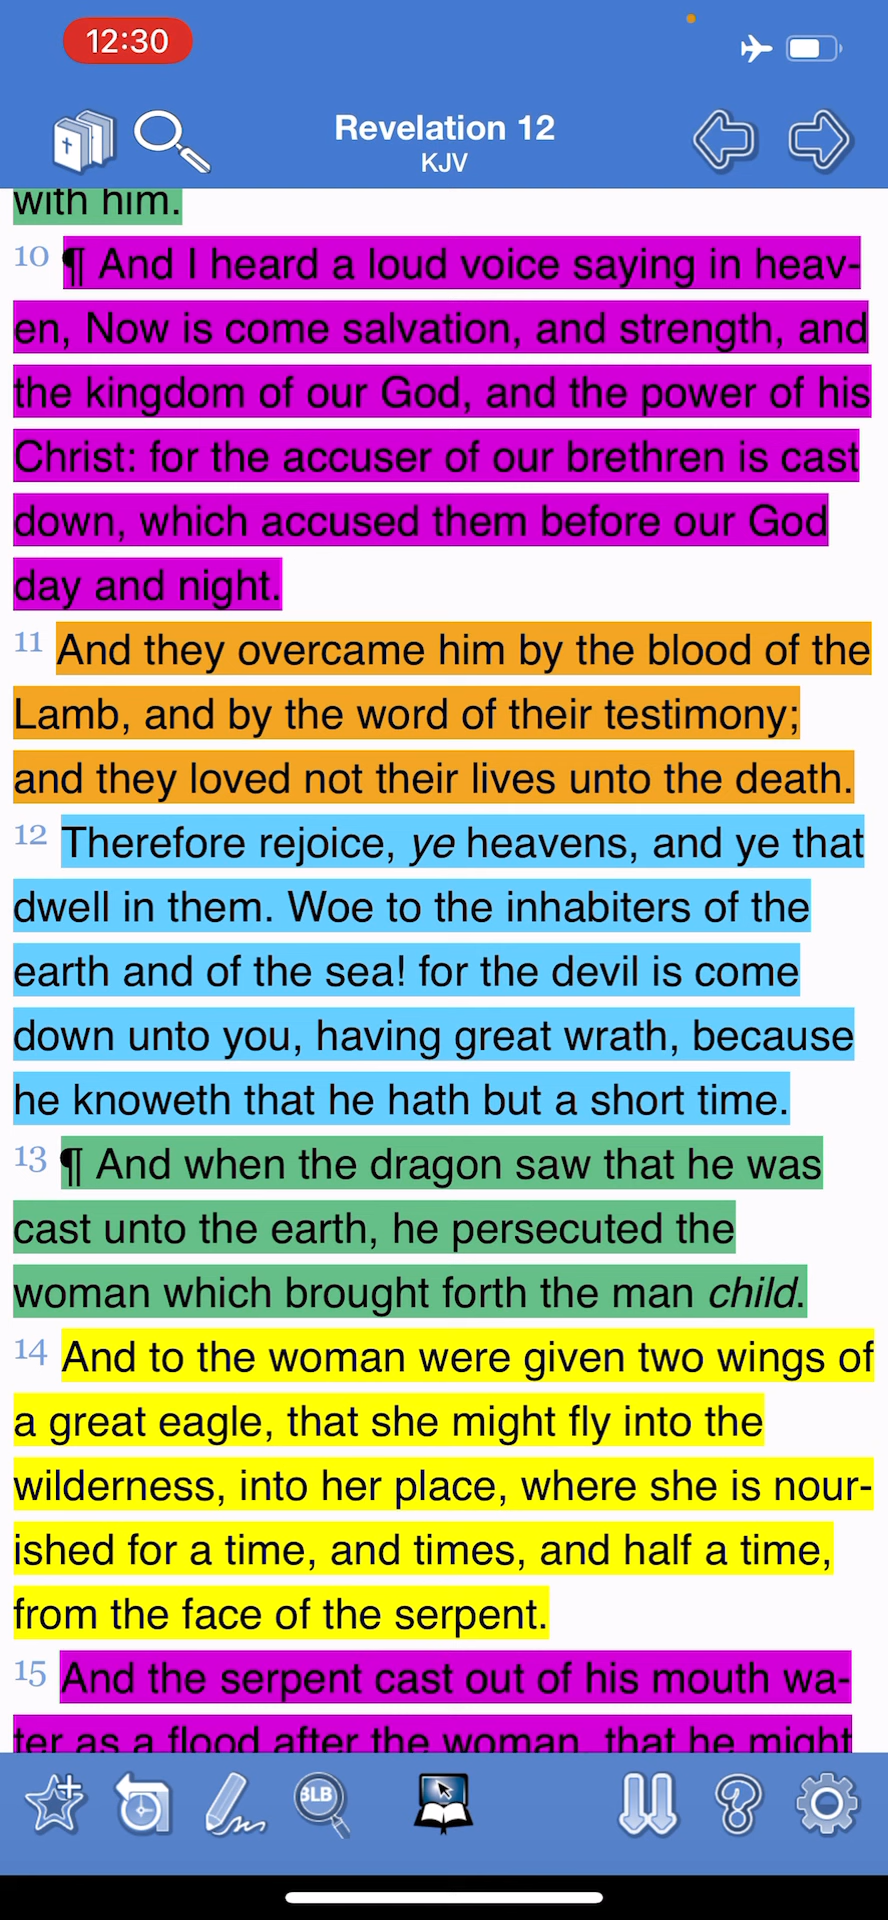 12:30
Revelation 12
KJV
with him.
10 ¶ And I heard a loud voice saying in heav-
en, Now is come salvation, and strength, and
the kingdom of our God, and the power of his
Christ: for the accuser of our brethren is cast
down, which accused them before our God
day and night.
11 And they overcame him by the blood of the
Lamb, and by the word of their testimony;
and they loved not their lives unto the death.
12 Therefore rejoice, ye heavens, and ye that
dwell in them. Woe to the inhabiters of the
earth and of the sea! for the devil is come
down unto you, having great wrath, because
he knoweth that he hath but a short time.
13 ¶ And when the dragon saw that he was
cast unto the earth, he persecuted the
woman which brought forth the man child.
14 And to the woman were given two wings of
a great eagle, that she might fly into the
wilderness, into her place, where she is nour-
ished for a time, and times, and half a time,
from the face of the serpent.
15 And the serpent cast out of his mouth wa-
ter as a flood after the woman, that he might
BLB